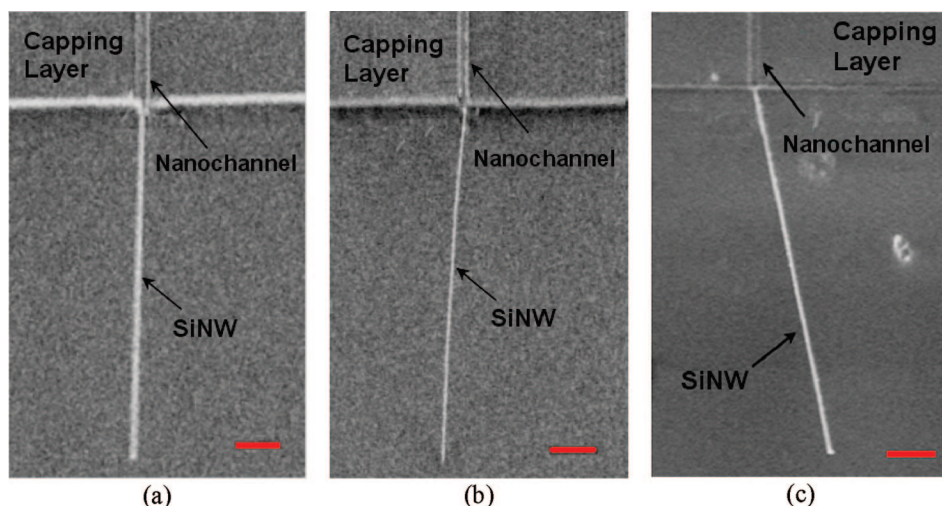 Capping
Layer
Nanochannel
SiNW
(a)
Capping
Layer
Nanochannel
SiNW
(b)
Capping
Layer
Nanochannel
SiNW
(c)